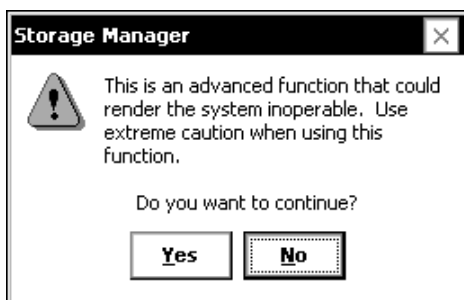 Storage Manager
This is an advanced function that could
render the system inoperable. Use
extreme caution when using this
function.
Do you want to continue?
Yes No